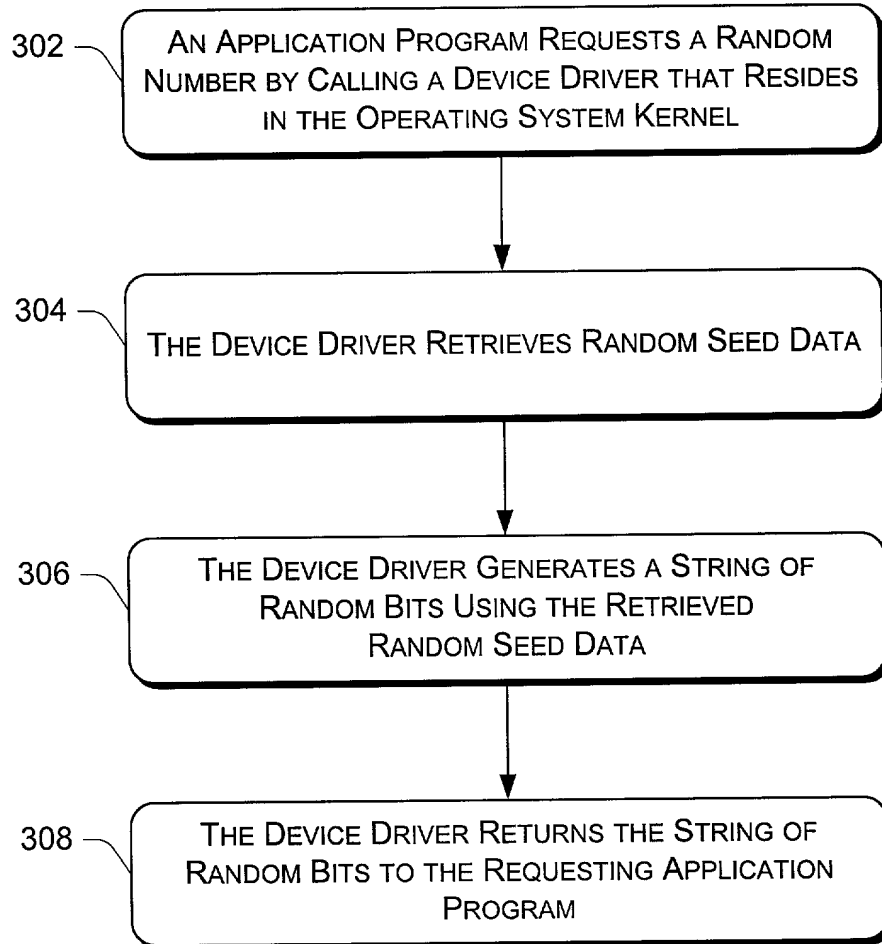 302
AN APPLICATION PROGRAM REQUESTS A RANDOM
NUMBER BY CALLING A DEVICE DRIVER THAT RESIDES
IN THE OPERATING SYSTEM KERNEL
304
THE DEVICE DRIVER RETRIEVES RANDOM SEED DATA
306
THE DEVICE DRIVER GENERATES A STRING OF
RANDOM BITS USING THE RETRIEVED
RANDOM SEED DATA
308
THE DEVICE DRIVER RETURNS THE STRING OF
RANDOM BITS TO THE REQUESTING APPLICATION
PROGRAM